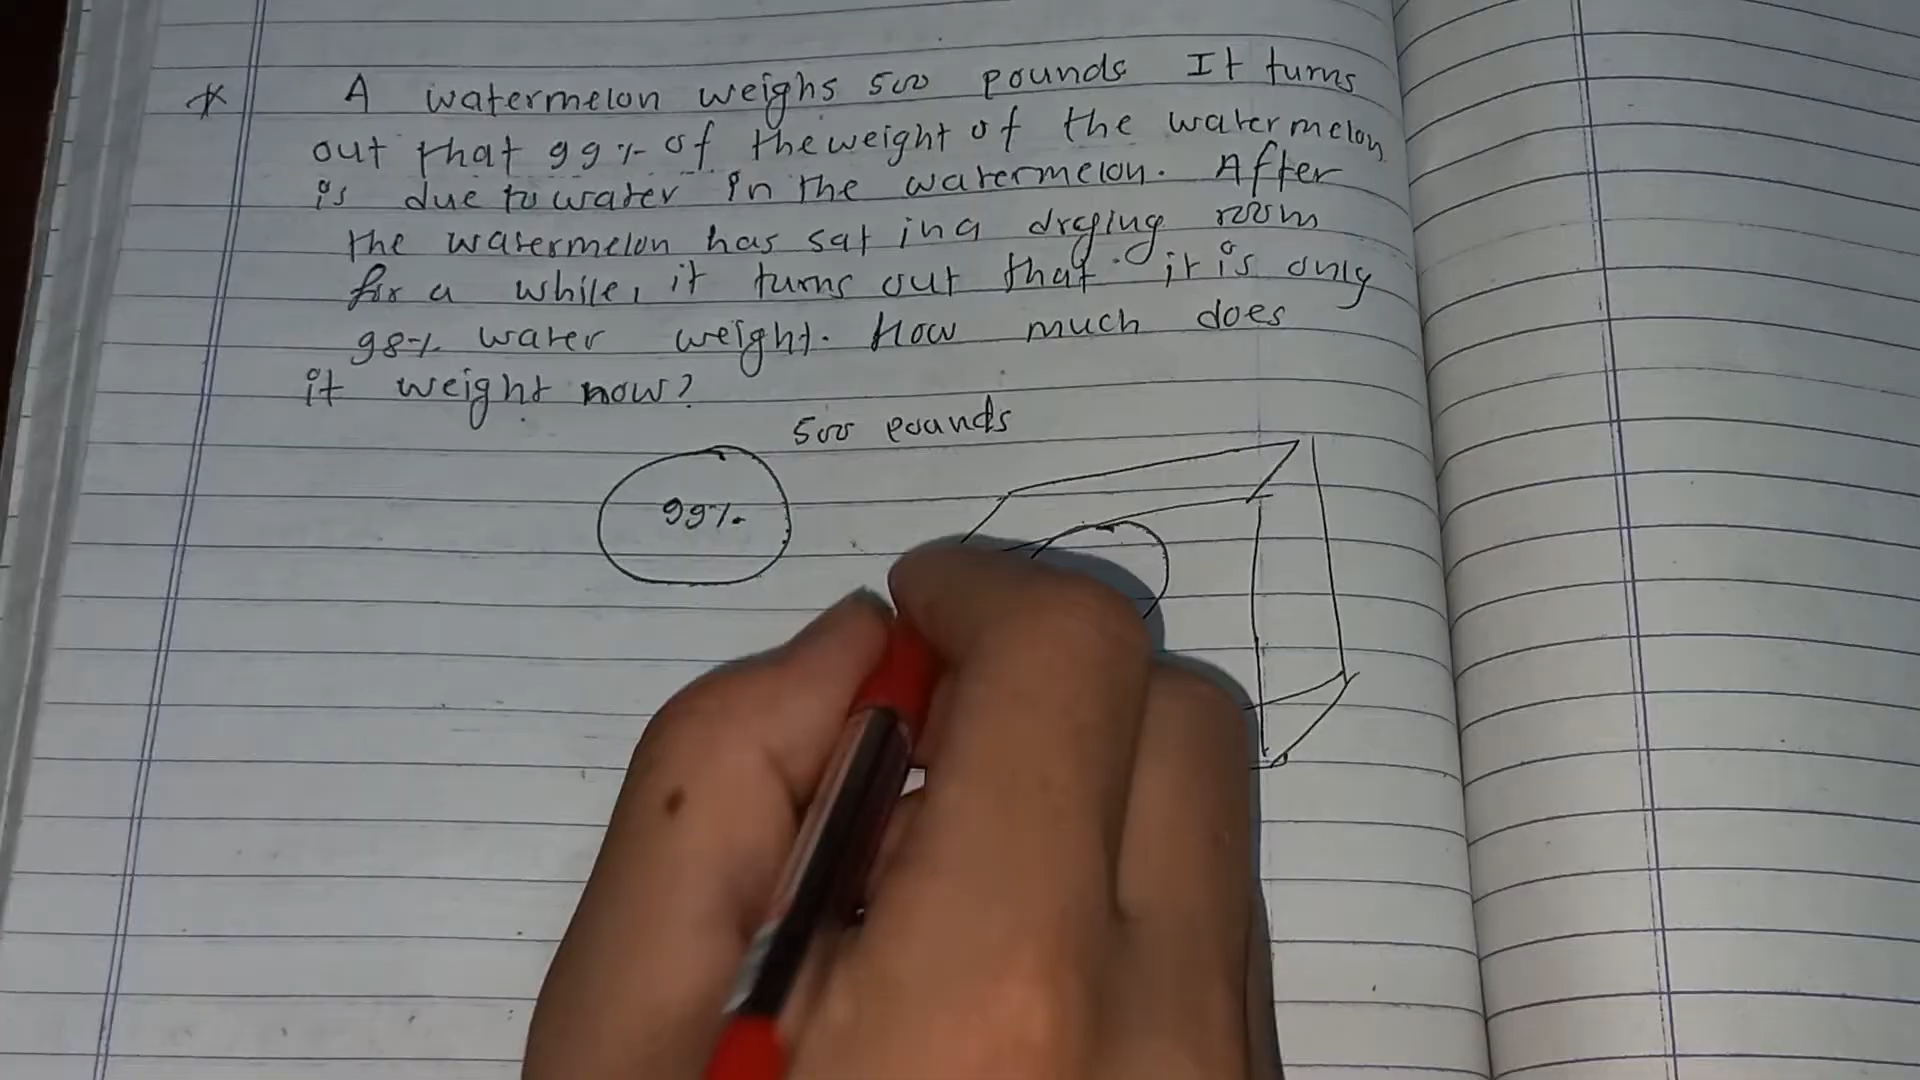 * A watermelon weighs 500 pounds It turns
out that 99% of the weight of the watermelon
is due to water in the watermelon. After
the watermelon has sat in a drying room
for a while, it turns out that it is only
98% water weight. How much does
it weight now?
500 pounds
99%